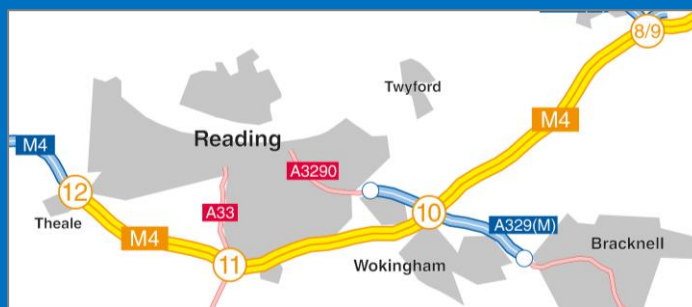 8/9
Twyford
M4
Reading
M4
A3290
12
10
A33
Theale
A329(M)
M4
Bracknell
11
Wokingham